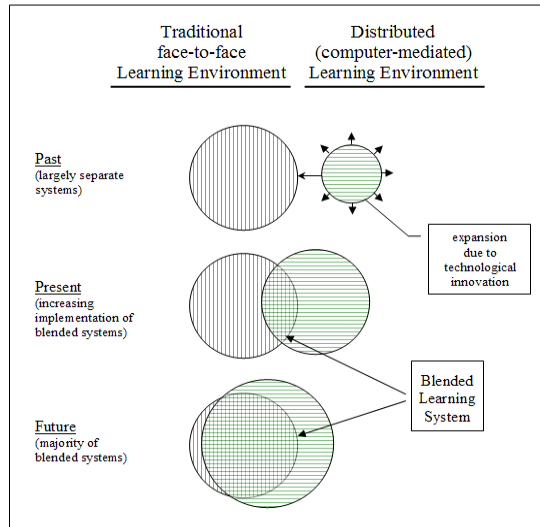 Traditional
face-to-face
Learning Environment
Distributed
(computer-mediated)
Learning Environment
Past
(largely separate
systems)
expansion
due to
technological
innovation
Present
(increasing
implementation of
blended systems)
Blended
Learning
System
Future
(majority of
blended systems)